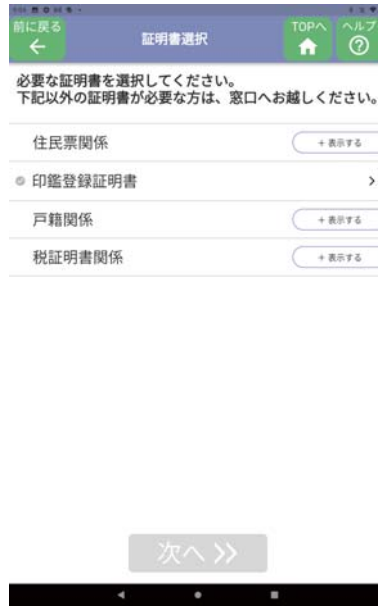 前に戻る
証明書選択
TOPへ
ヘルプ
必要な証明書を選択してください。
下記以外の証明書が必要な方は、窓口へお越しください。
住民票関係
+ 表示する
印鑑登録証明書
戸籍関係
+ 表示する
税証明書関係
+ 表示する
次へ